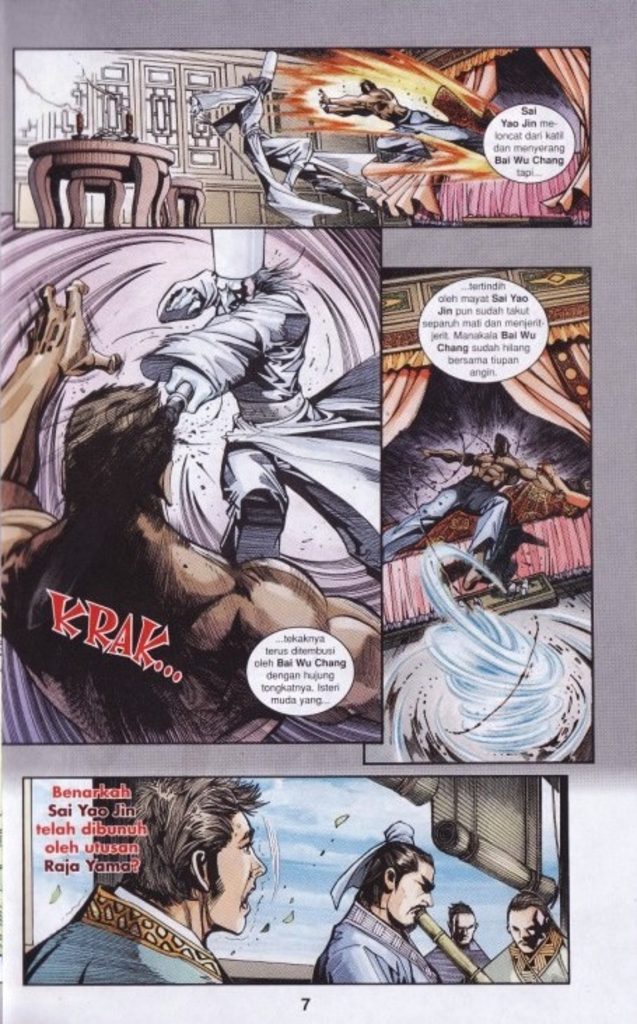 Sai
Yao Jin me-
loncat dari katil
dan menyerang
Bai Wu Chang
tapi...
KRAK...
...tekaknya
terus ditembusi
oleh Bai Wu Chang
dengan hujung
tongkatnya. Isteri
muda yang...
...tertindih
oleh mayat Sai Yao
Jin pun sudah takut
separuh mati dan menjerit-
jerit. Manakala Bai Wu
Chang sudah hilang
bersama tiupan
angin.
Benarkah
Sai Yao Jin
telah dibunuh
oleh utusan
Raja Yama?
7